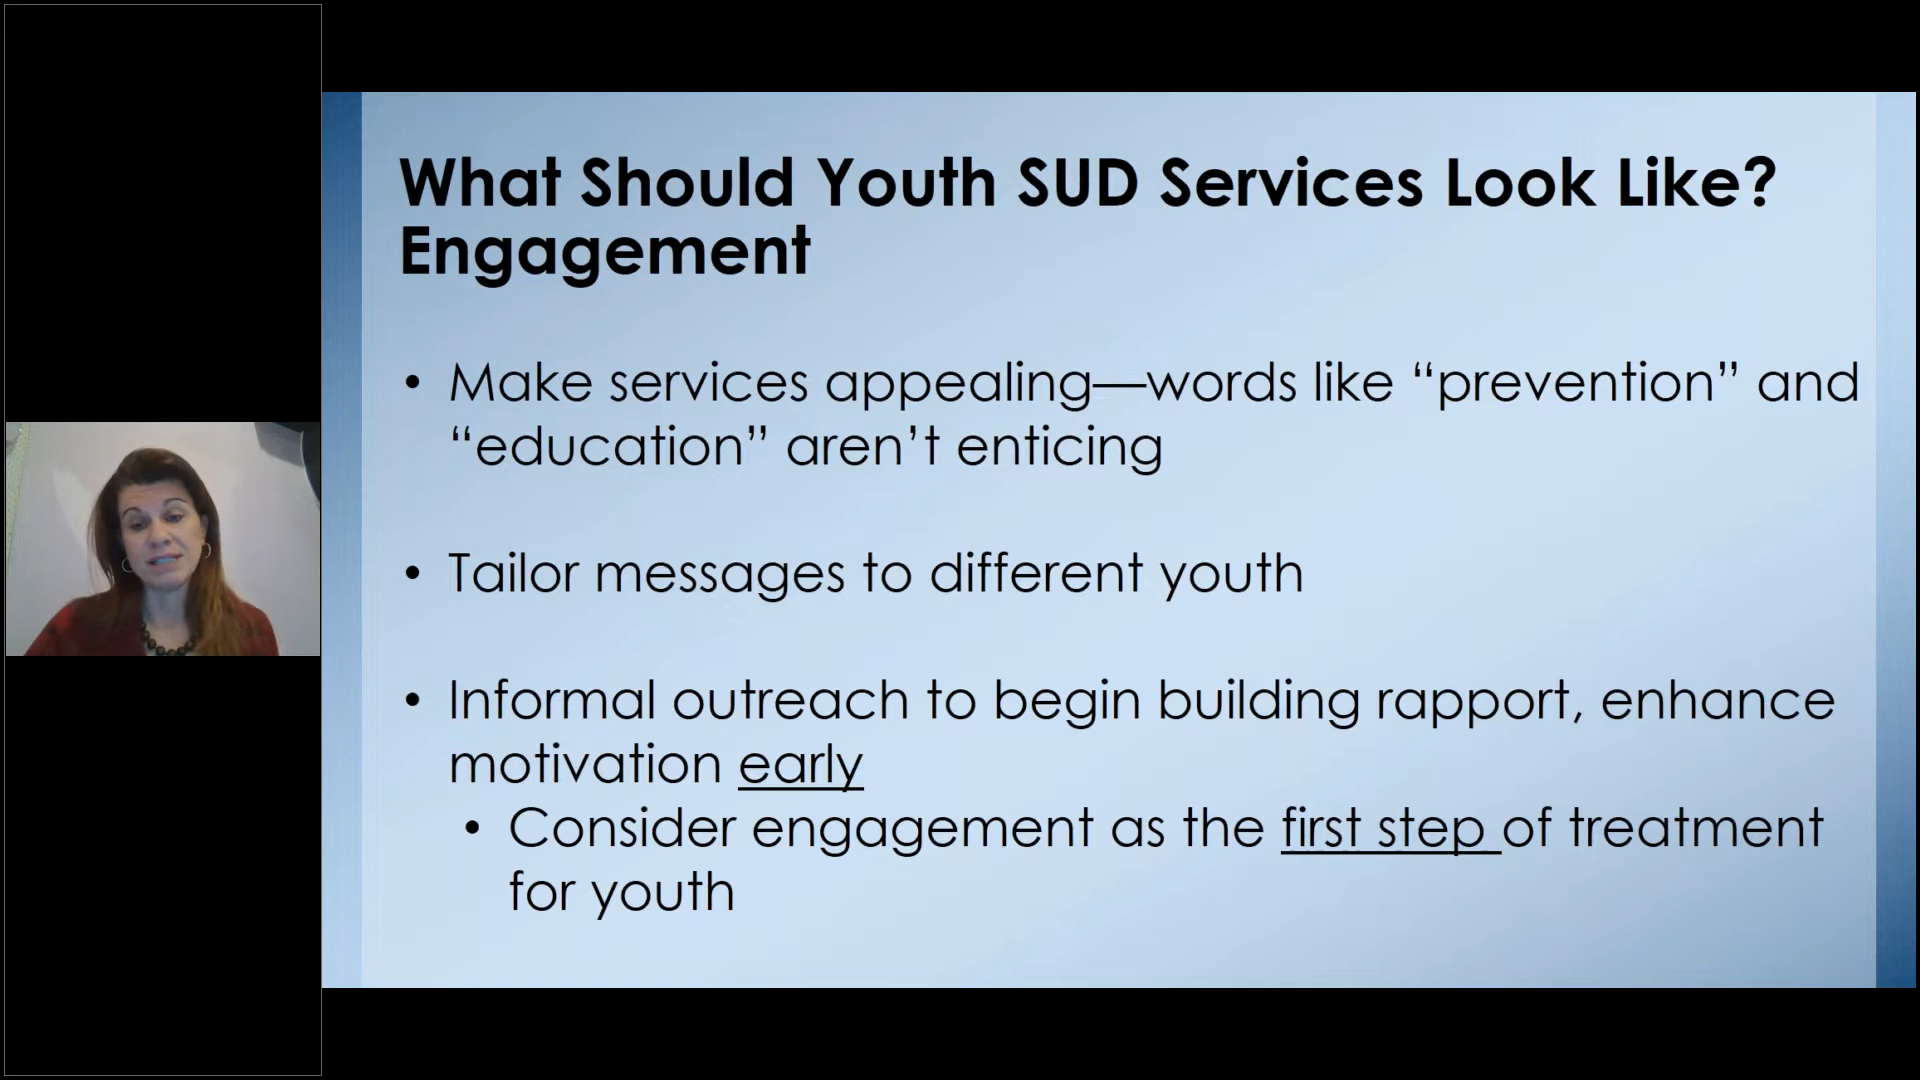 What Should Youth SUD Services Look Like?
Engagement
• Make services appealing—words like “prevention” and
“education” aren’t enticing
• Tailor messages to different youth
• Informal outreach to begin building rapport, enhance
motivation early
• Consider engagement as the first step of treatment
for youth